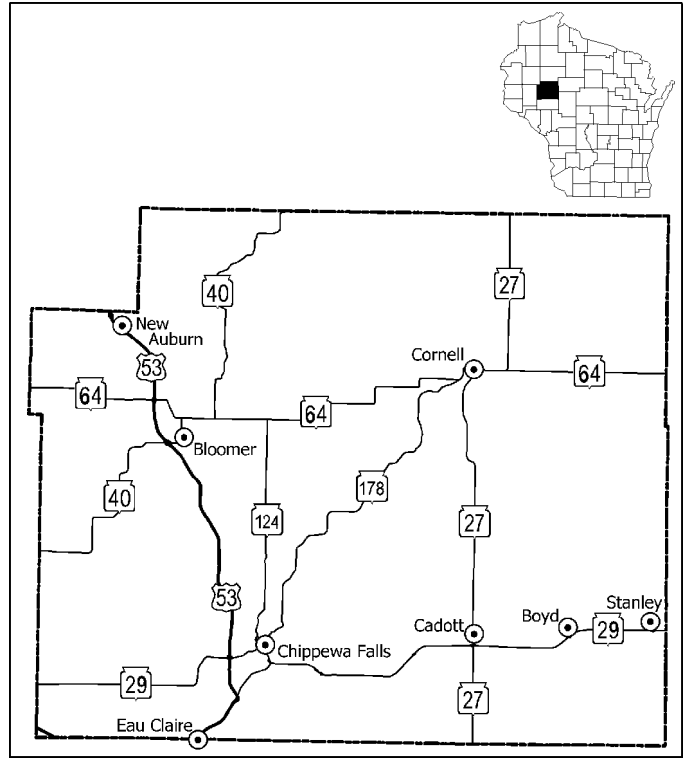 27
40
New
Auburn
53
Cornell
64
64
64
Bloomer
178
40
124
27
53
Stanley
Boyd
Cadott
29
Chippewa Falls
29
27
Eau Claire